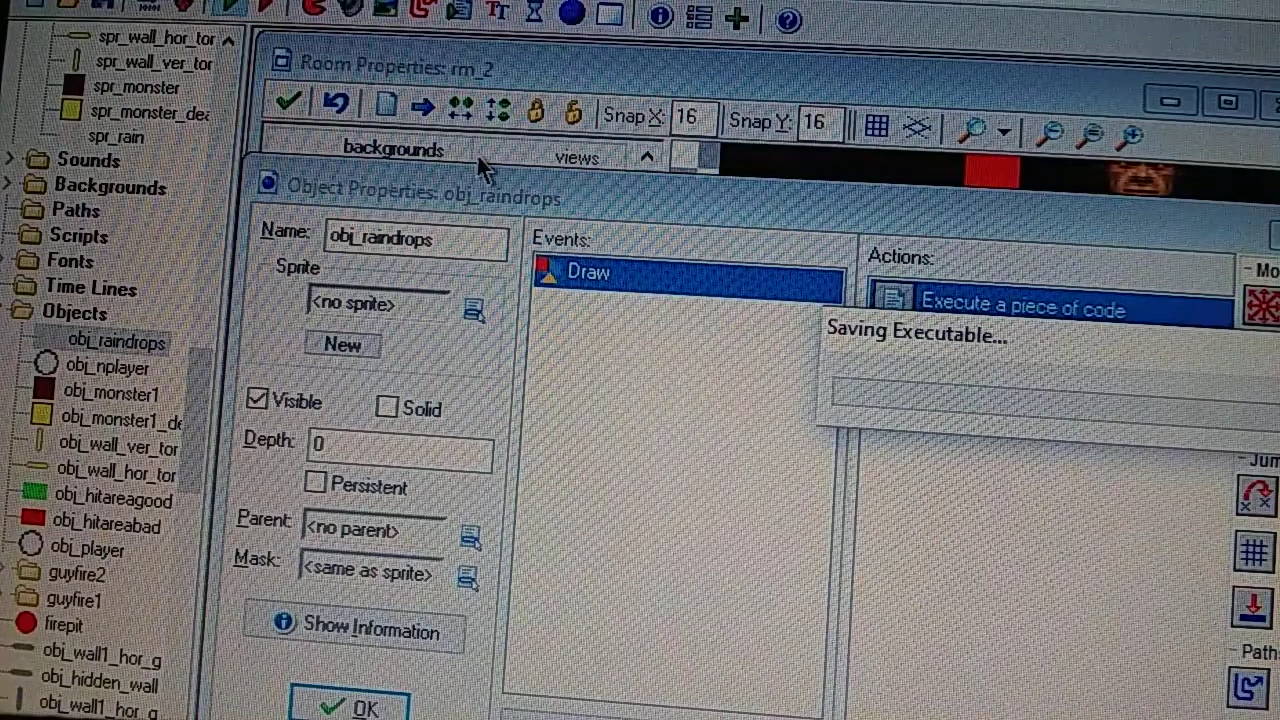 spr_wall_hor_tor
spr_wall_ver_tor
spr_monster
spr_monster_dea
spr_rain
Sounds
Backgrounds
Paths
Scripts
Fonts
Time Lines
Objects
obj_raindrops
obj_nplayer
obj_monster1
obj_monster1_de
obj_wall_ver_tor
obj_wall_hor_tor
obj_hitareagood
obj_hitareabad
obj_player
guyfire2
guyfire1
firepit
obj_wall1_hor_g
obj_hidden_wall
obj_wall1_hor_g
Room Properties: rm_2
Snap X: 16 Snap Y: 16
backgrounds views
Object Properties: obj_raindrops
Name: obj_raindrops
Sprite
<no sprite>
New
Visible Solid
Depth: 0
Persistent
Parent: <no parent>
Mask: <same as sprite>
Show Information
OK
Events:
Draw
Actions:
Execute a piece of code
Saving Executable...
Mo
Jum
Paths